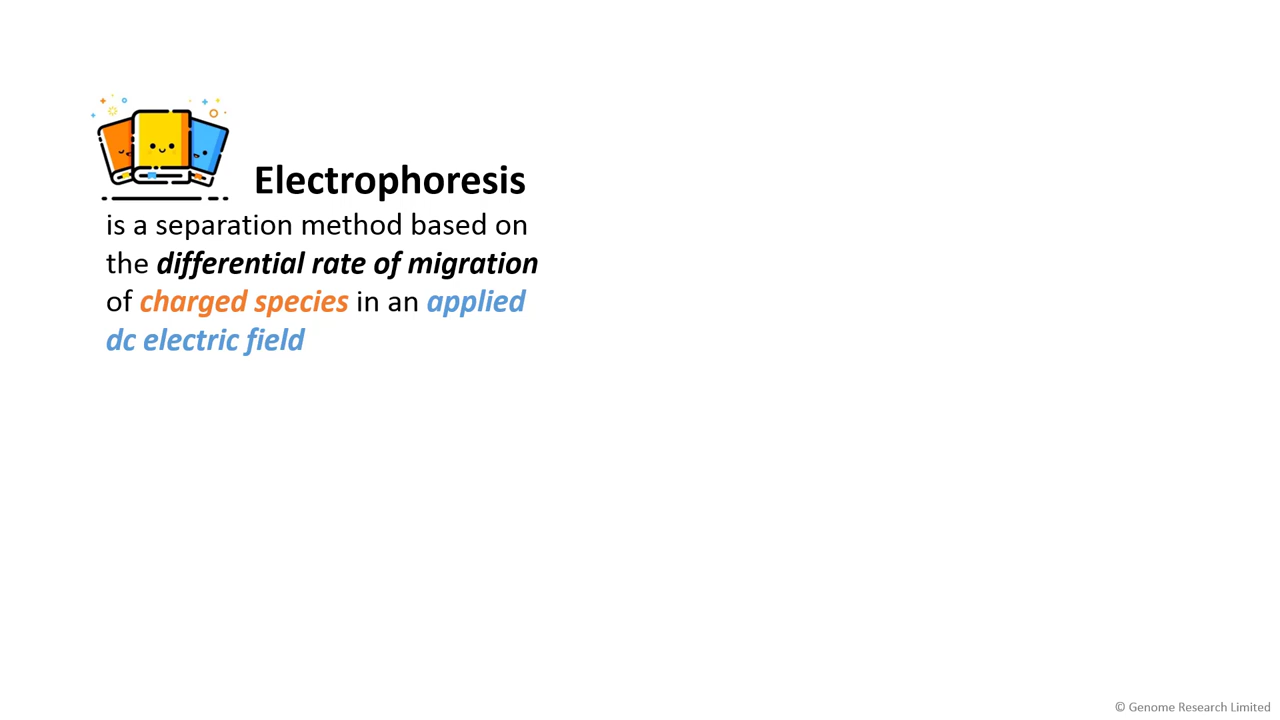 Electrophoresis
is a separation method based on
the differential rate of migration
of charged species in an applied
dc electric field
© Genome Research Limited